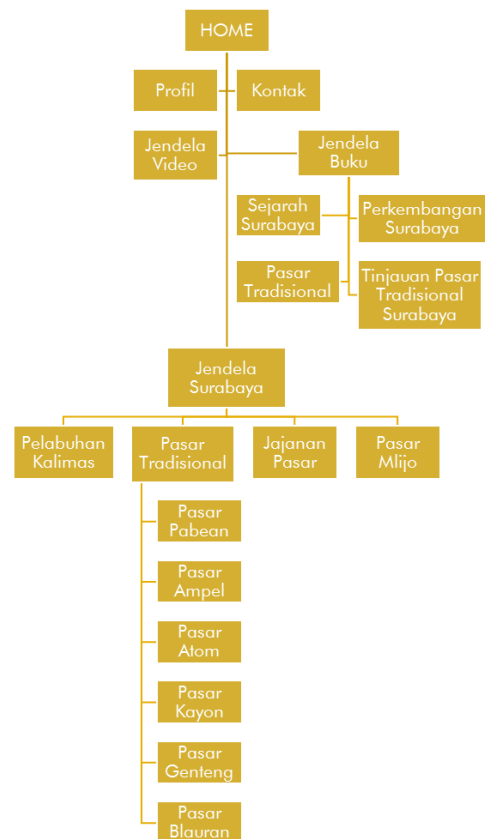 HOME
Profil
Kontak
Jendela
Video
Jendela
Buku
Sejarah
Surabaya
Perkembangan
Surabaya
Pasar
Tradisional
Tinjauan Pasar
Tradisional
Surabaya
Jendela
Surabaya
Pelabuhan
Kalimas
Pasar
Tradisional
Jajanan
Pasar
Pasar
Mlijo
Pasar
Pabean
Pasar
Ampel
Pasar
Atom
Pasar
Kayon
Pasar
Genteng
Pasar
Blauran